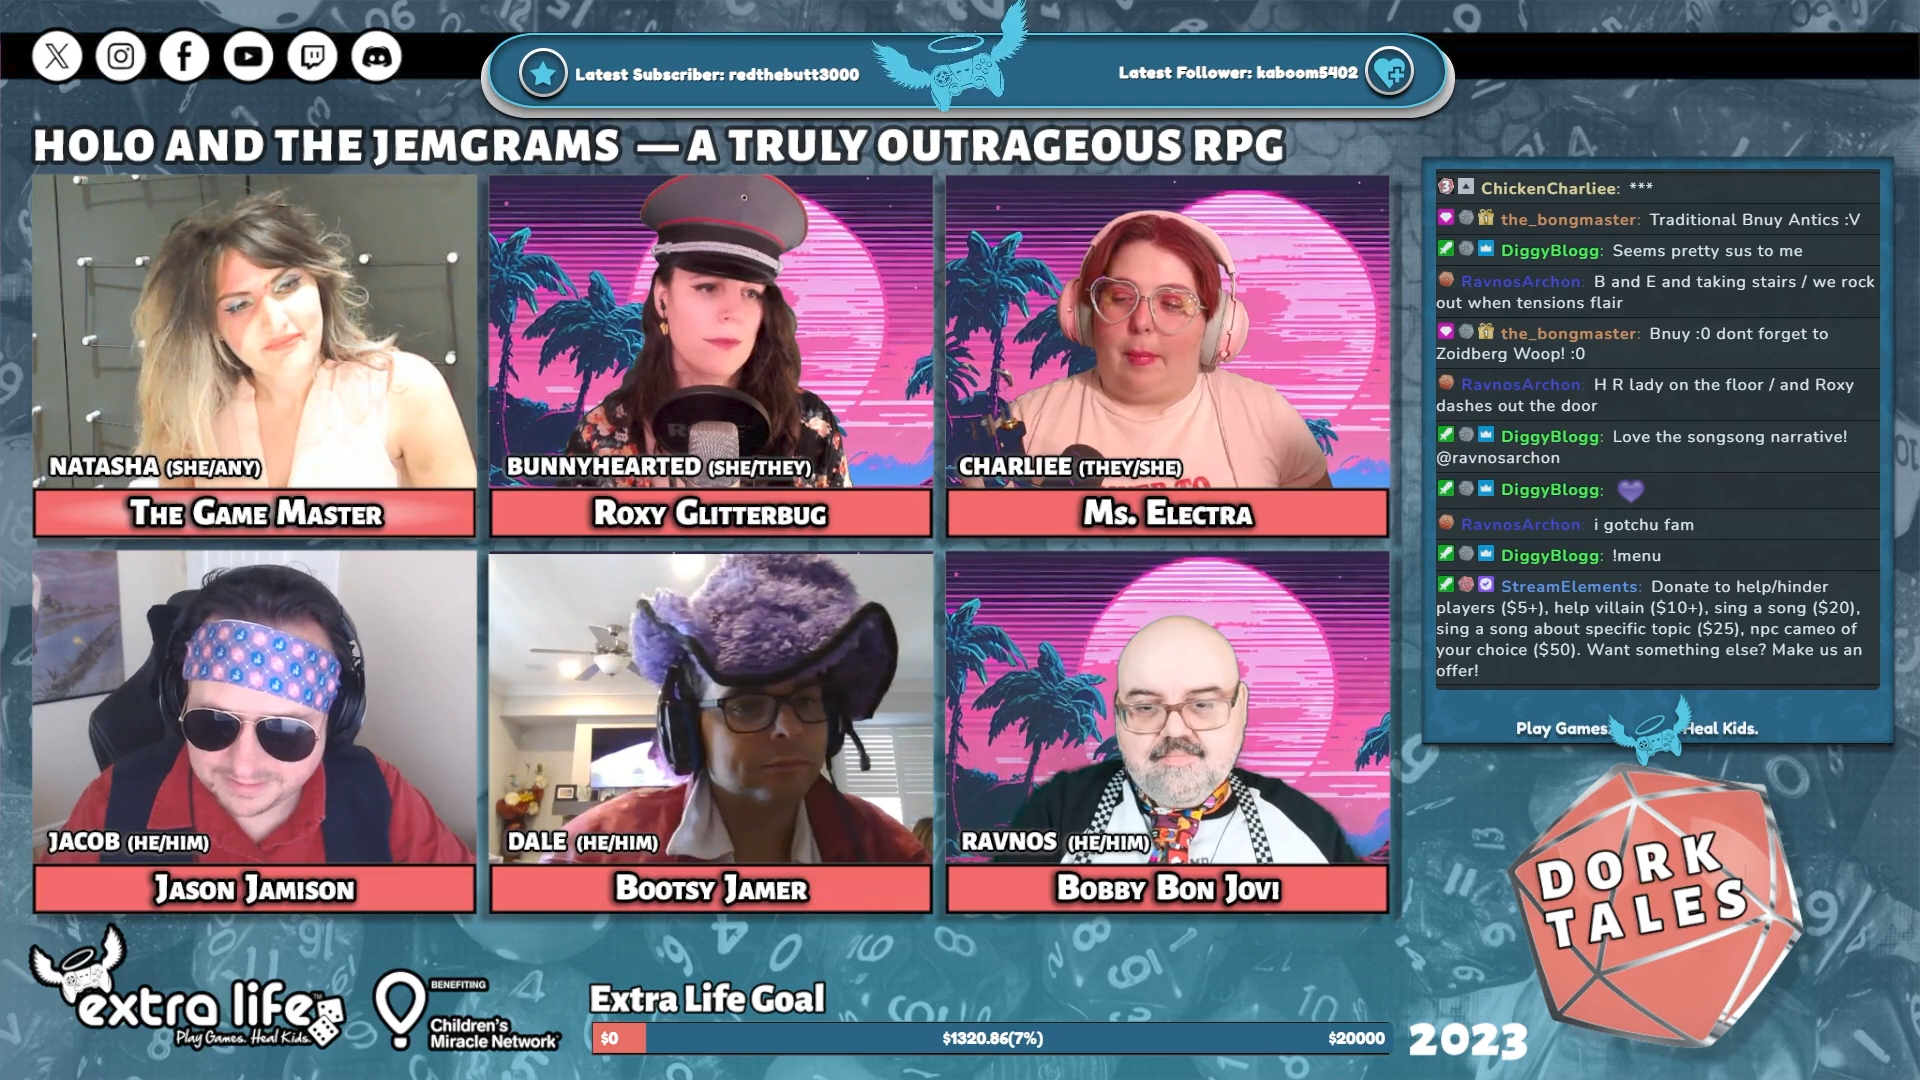 Latest Subscriber: redthebutt3000
Latest Follower: kaboom5402
HOLO AND THE JEMGRAMS — A TRULY OUTRAGEOUS RPG
NATASHA (SHE/ANY)
THE GAME MASTER
BUNNYHEARTED (SHE/THEY)
ROXY GLITTERBUG
CHARLIEE (THEY/SHE)
MS. ELECTRA
JACOB (HE/HIM)
JASON JAMISON
DALE (HE/HIM)
BOOTSY JAMER
RAVNOS (HE/HIM)
BOBBY BON JOVI
ChickenCharliee: ***
the_bongmaster: Traditional Bnuy Antics :V
DiggyBlogg: Seems pretty sus to me
RavnosArchon: B and E and taking stairs / we rock
out when tensions flair
the_bongmaster: Bnuy :0 dont forget to
Zoidberg Woop! :0
RavnosArchon: H R lady on the floor / and Roxy
dashes out the door
DiggyBlogg: Love the songsong narrative!
@ravnosarchon
DiggyBlogg:
RavnosArchon: i gotchu fam
DiggyBlogg: !menu
StreamElements: Donate to help/hinder
players ($5+), help villain ($10+), sing a song ($20),
sing a song about specific topic ($25), npc cameo of
your choice ($50). Want something else? Make us an
offer!
Play Games. Heal Kids.
DORK
TALES
extra life
Play Games. Heal Kids.
BENEFITING
Children's
Miracle Network
Extra Life Goal
$0
$1320.86(7%)
$20000
2023